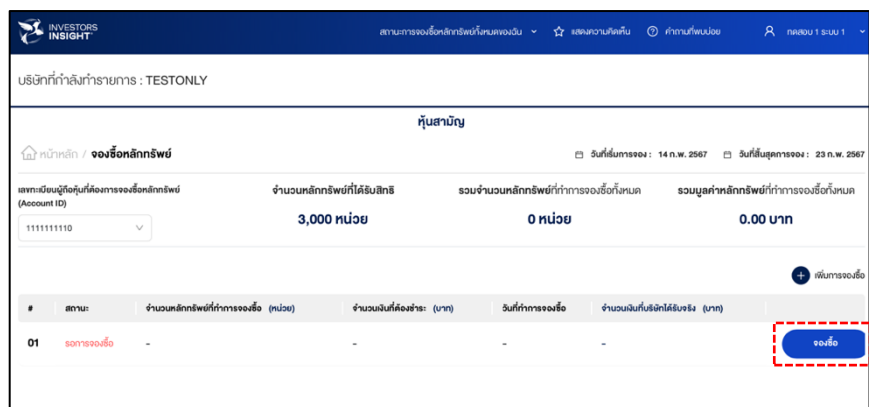 INVESTORS
INSIGHT
สถานะการจองซื้อหลักทรัพย์ทั้งหมดของฉัน แสดงความคิดเห็น คำถามที่พบบ่อย ทดสอบ 1 ระบบ 1
บริษัทที่กำลังทำรายการ : TESTONLY
หุ้นสามัญ
หน้าหลัก / จองซื้อหลักทรัพย์ วันที่เริ่มการจอง : 14 ก.พ. 2567 วันที่สิ้นสุดการจอง : 23 ก.พ. 2567
เลขทะเบียนผู้ถือหุ้นที่ต้องการจองซื้อหลักทรัพย์ จำนวนหลักทรัพย์ที่ได้รับสิทธิ รวมจำนวนหลักทรัพย์ที่ทำการจองซื้อทั้งหมด รวมมูลค่าหลักทรัพย์ที่ทำการจองซื้อทั้งหมด
(Account ID)
1111111110 3,000 หน่วย 0 หน่วย 0.00 บาท
+ เพิ่มการจองซื้อ
# สถานะ จำนวนหลักทรัพย์ที่ทำการจองซื้อ (หน่วย) จำนวนเงินที่ต้องชำระ (บาท) วันที่ทำการจองซื้อ จำนวนเงินที่บริษัทได้รับจริง (บาท)
01 รอการจองซื้อ - - - - จองซื้อ